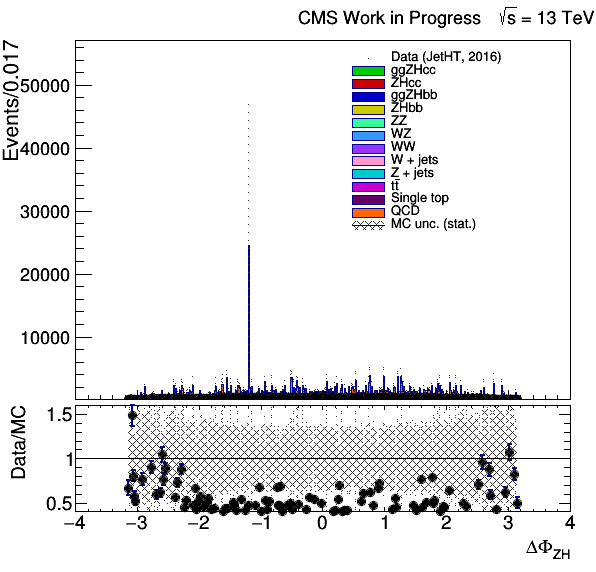 CMS Work in Progress √s = 13 TeV
Events/0.017
50000
40000
30000
20000
10000
Data (JetHT, 2016)
ggZHcc
ZHcc
ggZHbb
ZHbb
ZZ
WZ
WW
W + jets
Z + jets
tt̄
Single top
QCD
MC unc. (stat.)
Data/MC
1.5
1
0.5
−4 −3 −2 −1 0 1 2 3 4
ΔΦ_ZH